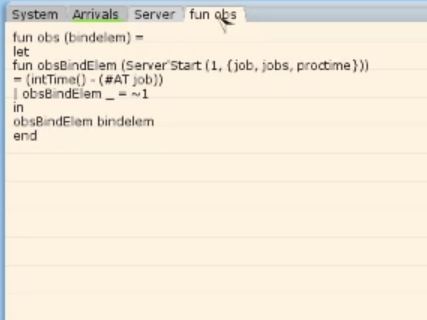 System Arrivals Server fun obs
fun obs (bindelem) =
let
fun obsBindElem (Server'Start (1, {job, jobs, proctime}))
= (intTime() - (#AT job))
| obsBindElem _ = ~1
in
obsBindElem bindelem
end